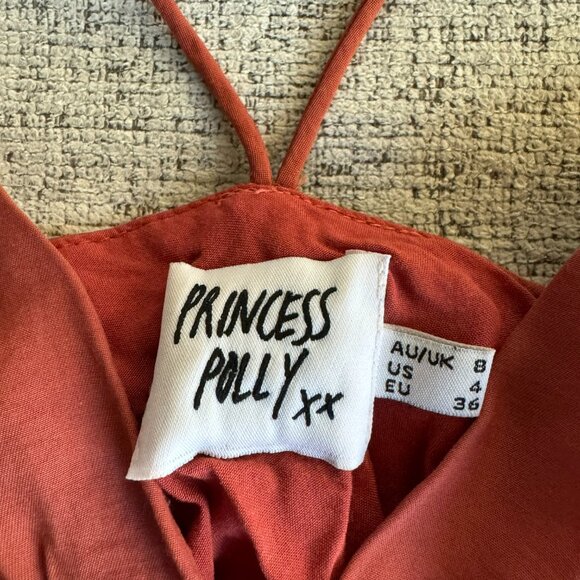 PRINCESS
POLLY xx
AU/UK 8
US 4
EU 36